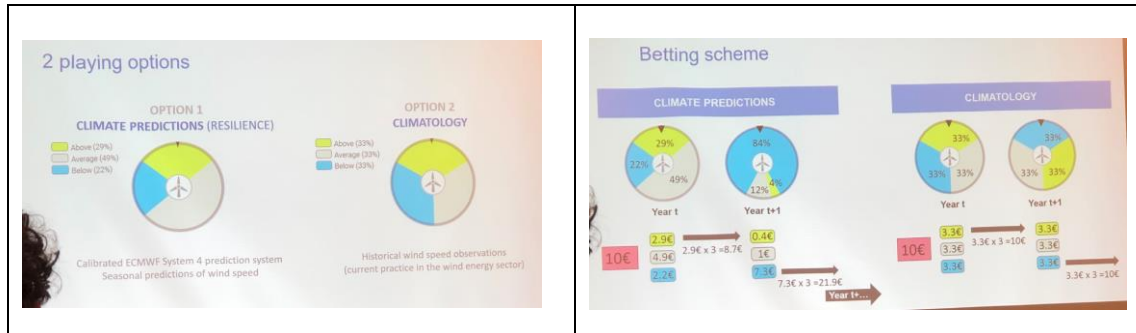 2 playing options
OPTION 1
CLIMATE PREDICTIONS (RESILIENCE)
Above (29%)
Average (49%)
Below (22%)
Calibrated ECMWF System 4 prediction system
Seasonal predictions of wind speed
OPTION 2
CLIMATOLOGY
Above (33%)
Average (33%)
Below (33%)
Historical wind speed observations
(current practice in the wind energy sector)
Betting scheme
CLIMATE PREDICTIONS
29%
22%
49%
Year t
84%
12%
4%
Year t+1
10€
2.9€
4.9€
2.2€
2.9€ x 3 =8.7€
0.4€
1€
7.3€
7.3€ x 3 =21.9€
Year t+...
CLIMATOLOGY
33%
33%
33%
Year t
33%
33%
33%
Year t+1
10€
3.3€
3.3€
3.3€
3.3€ x 3 =10€
3.3€
3.3€
3.3€
3.3€ x 3 =10€